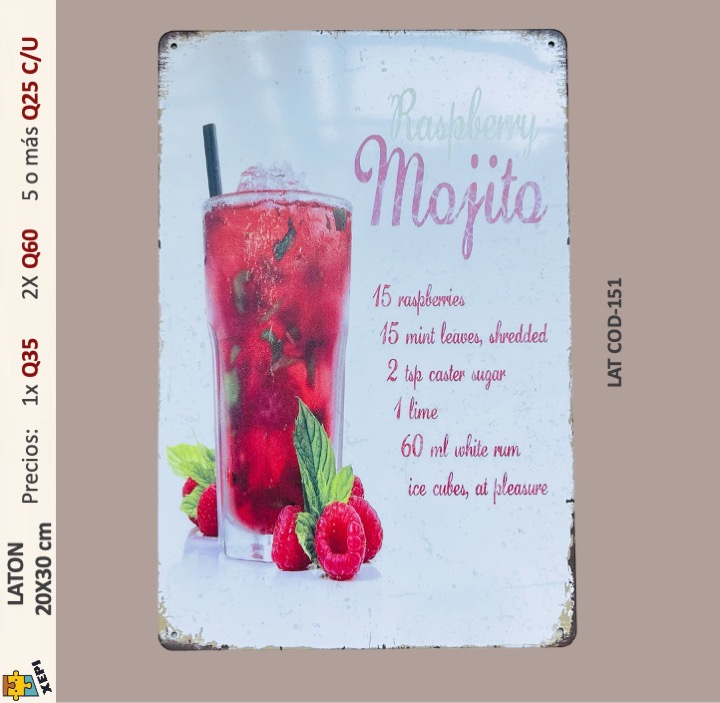 LATON
20X30 cm
Precios: 1x Q35 2X Q60 5 o más Q25 C/U
XEPI
Raspberry
Mojito
15 raspberries
15 mint leaves, shredded
2 tsp caster sugar
1 lime
60 ml white rum
ice cubes, at pleasure
LAT COD-151